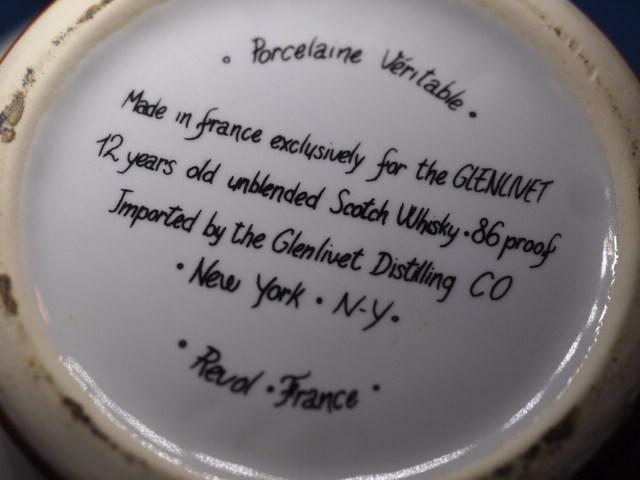 • Porcelaine Véritable •
Made in france exclusively for the GLENLIVET
12 years old unblended Scotch Whisky • 86 proof
Imported by the Glenlivet Distilling CO
• New York • N-Y •
• Revol • France •